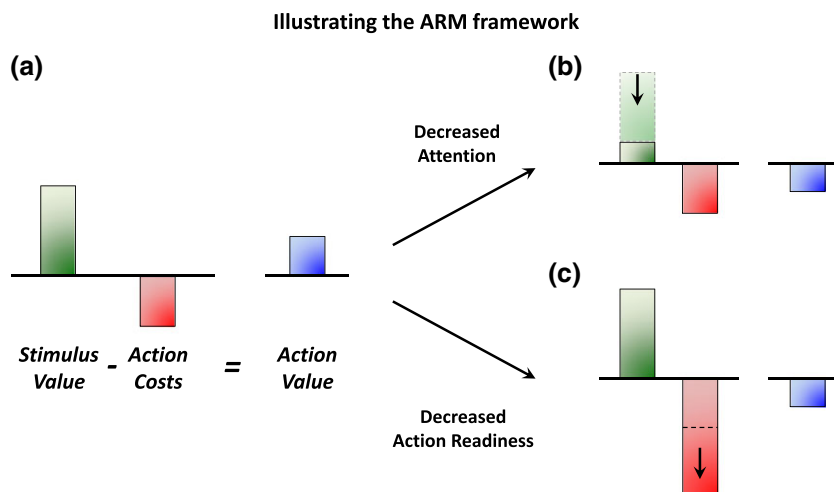 Illustrating the ARM framework
(a)
Stimulus Value - Action Costs = Action Value
Decreased
Attention
(b)
Decreased
Action Readiness
(c)